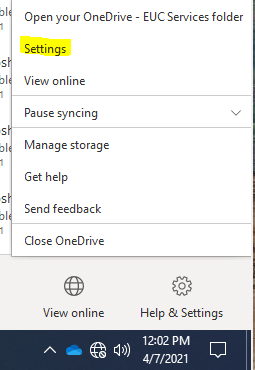 Open your OneDrive - EUC Services folder
Settings
View online
Pause syncing
Manage storage
Get help
Send feedback
Close OneDrive
View online
Help & Settings
12:02 PM
4/7/2021